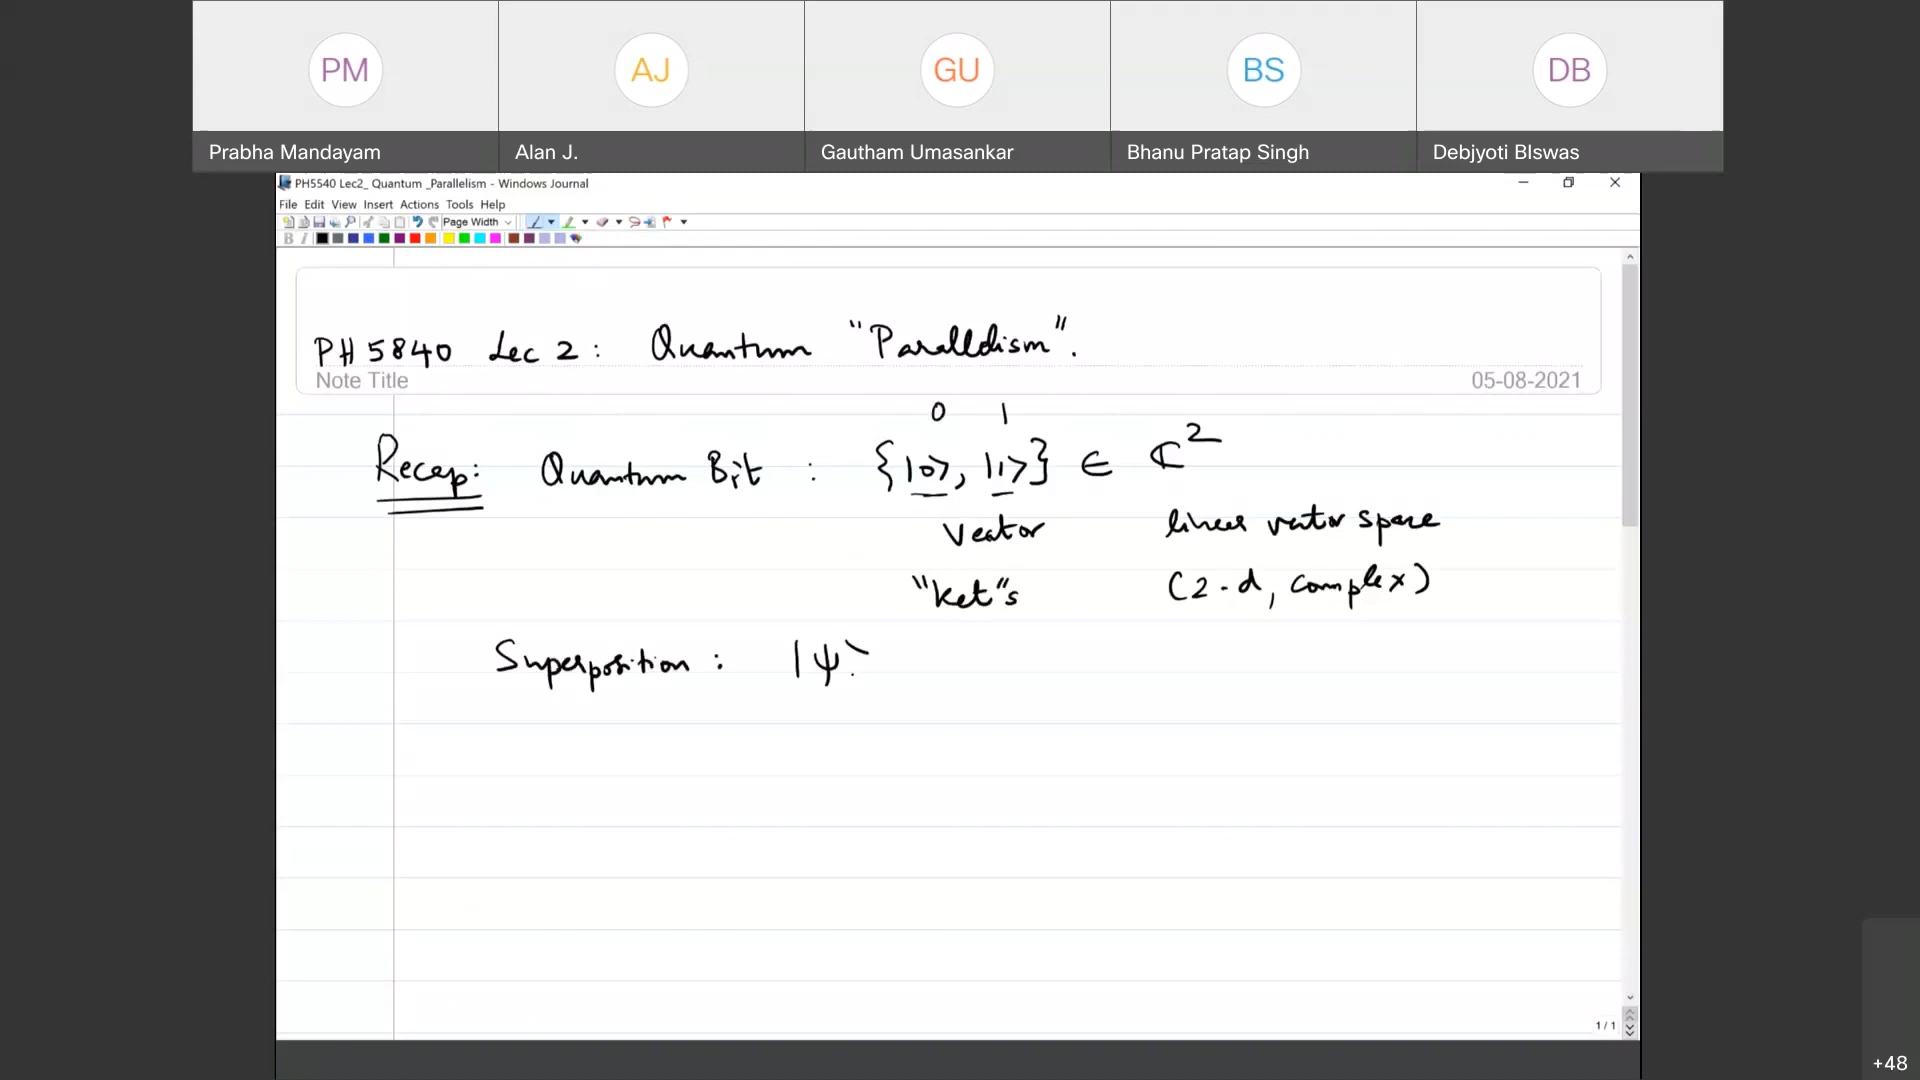 PM AJ GU BS DB
Prabha Mandayam Alan J. Gautham Umasankar Bhanu Pratap Singh Debjyoti BIswas
PH5540 Lec2_ Quantum _Parallelism - Windows Journal
File Edit View Insert Actions Tools Help
Page Width
B I
PH5840 Lec 2: Quantum "Parallelism".
Note Title 05-08-2021
0 1
Recap: Quantum Bit : {|0>, |1>} ∈ ℂ²
Vector linear vector space
"ket"s (2-d, complex)
Superposition : |ψ>
1 / 1
+48